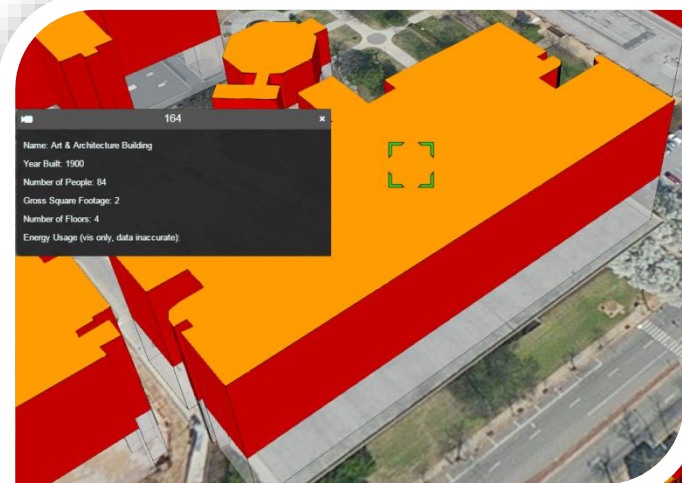 164
Name: Art & Architecture Building
Year Built: 1900
Number of People: 84
Gross Square Footage: 2
Number of Floors: 4
Energy Usage (vis only, data inaccurate):